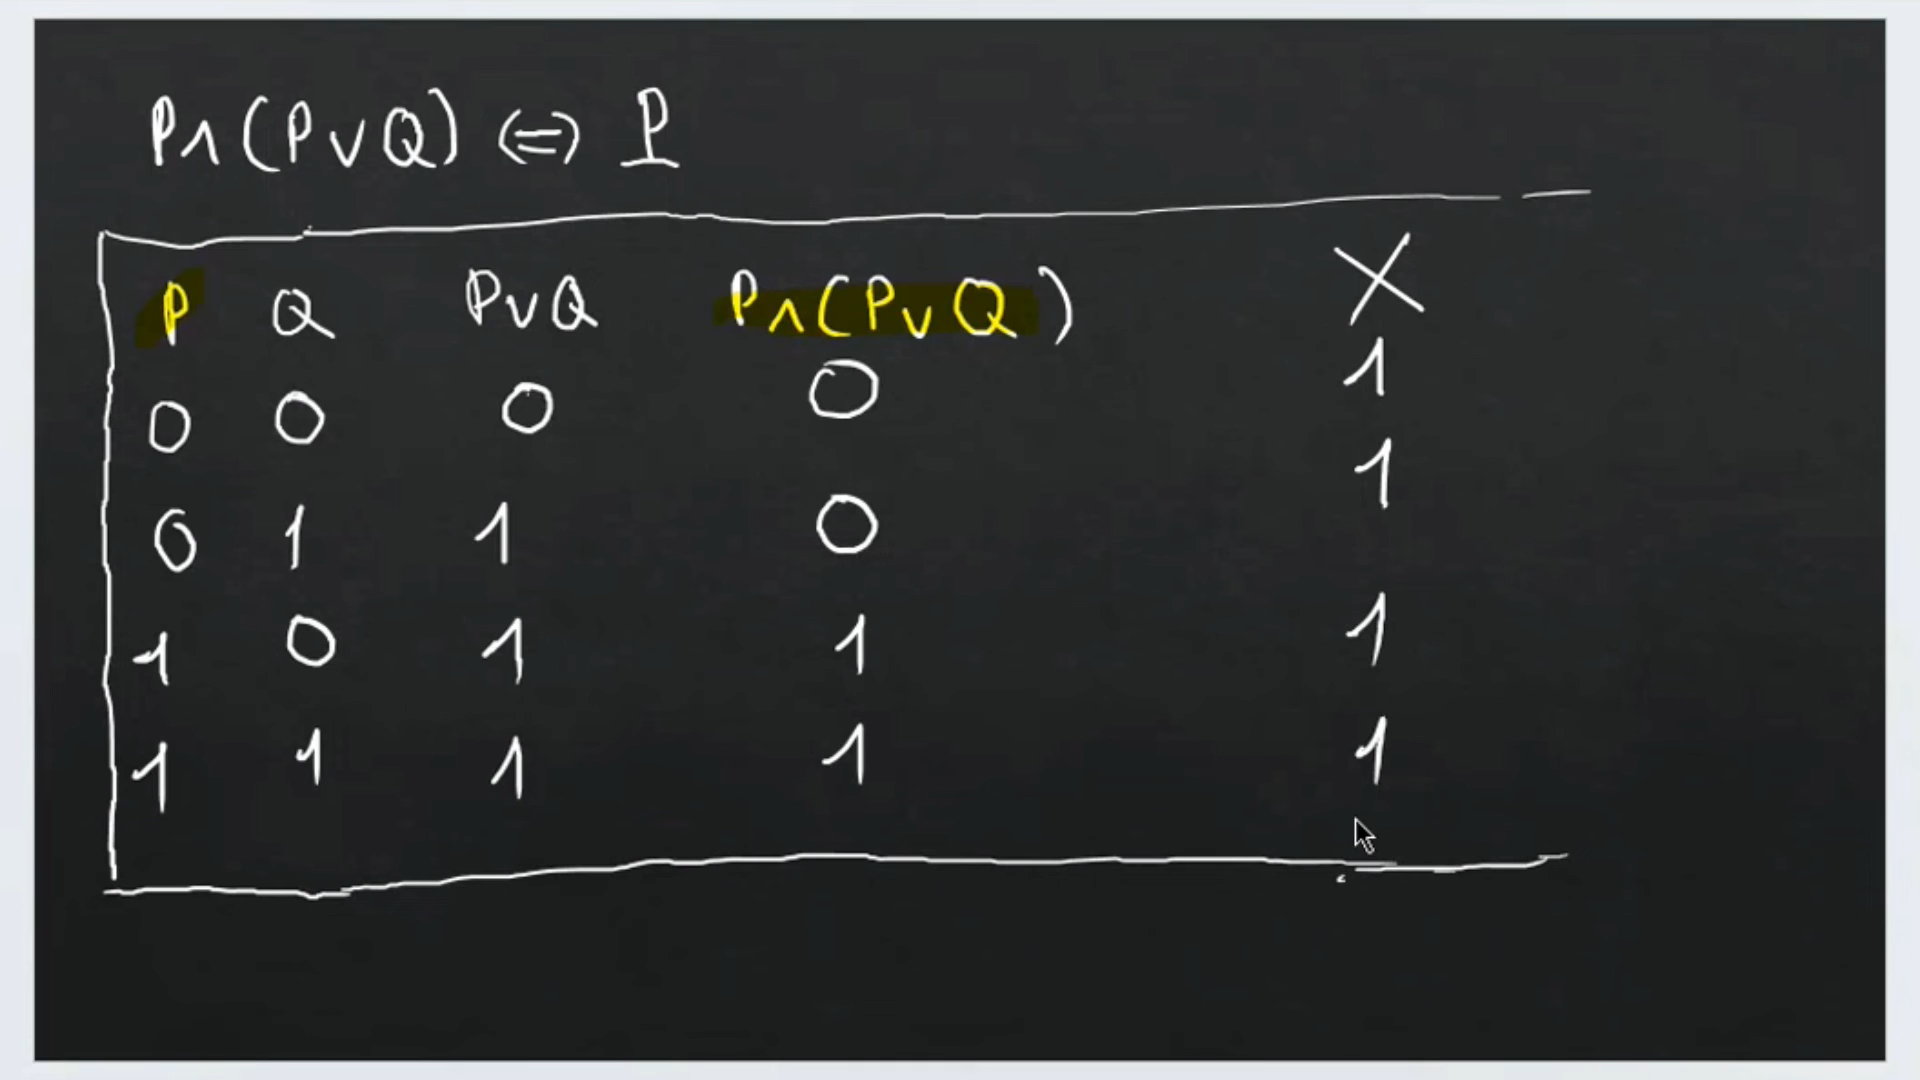 P∧(P∨Q) ⇔ P
P Q P∨Q P∧(P∨Q) X
0 0 0 0 1
0 1 1 0 1
1 0 1 1 1
1 1 1 1 1